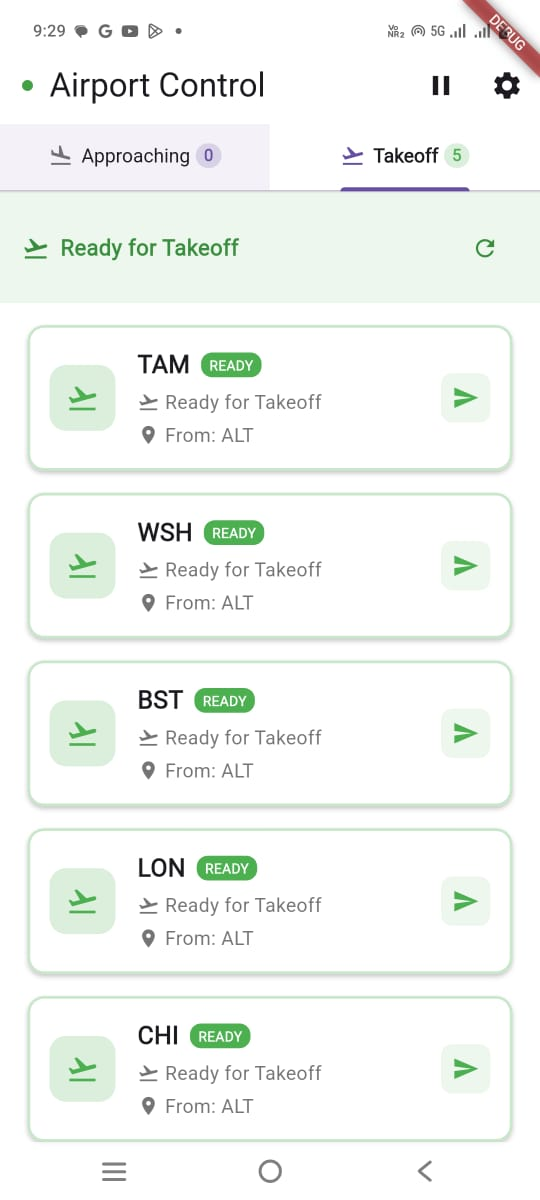 9:29
Vo
NR2
5G
DEBUG
Airport Control
Approaching 0
Takeoff 5
Ready for Takeoff
TAM READY
Ready for Takeoff
From: ALT
WSH READY
Ready for Takeoff
From: ALT
BST READY
Ready for Takeoff
From: ALT
LON READY
Ready for Takeoff
From: ALT
CHI READY
Ready for Takeoff
From: ALT